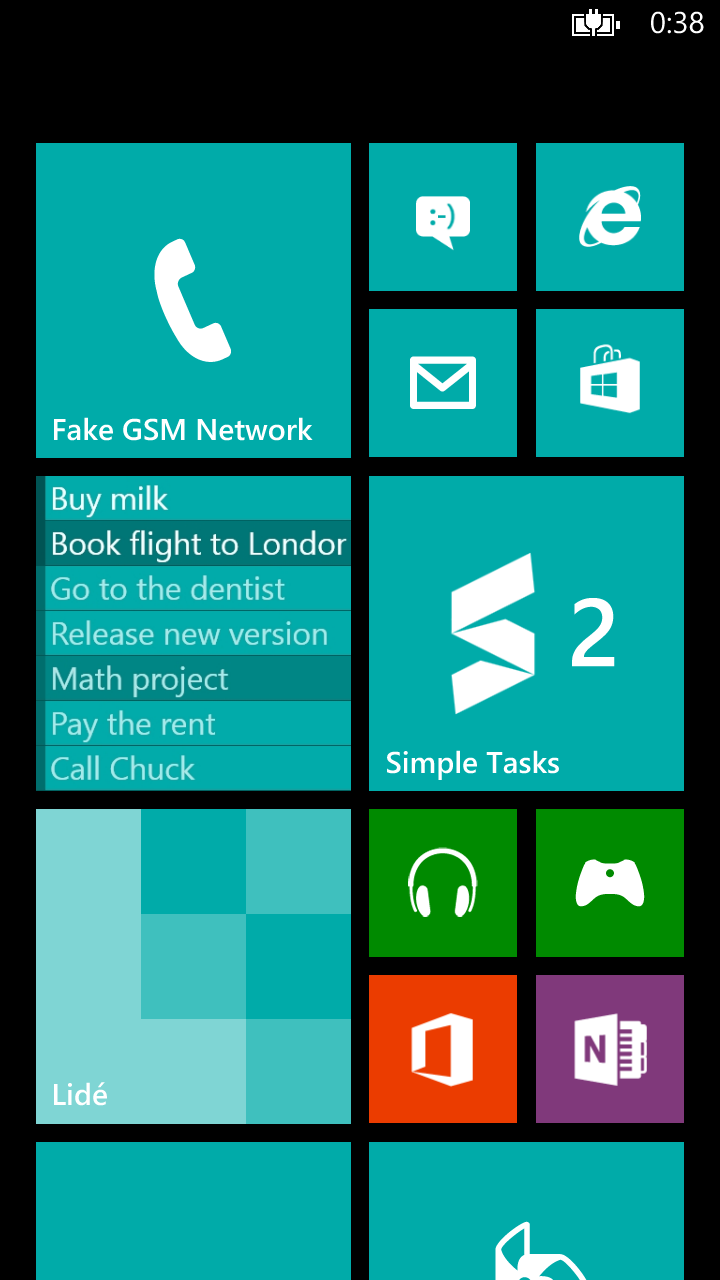 0:38
:-)
Fake GSM Network
Buy milk
Book flight to Londor
Go to the dentist
Release new version
Math project
Pay the rent
Call Chuck
2
Simple Tasks
Lidé
N